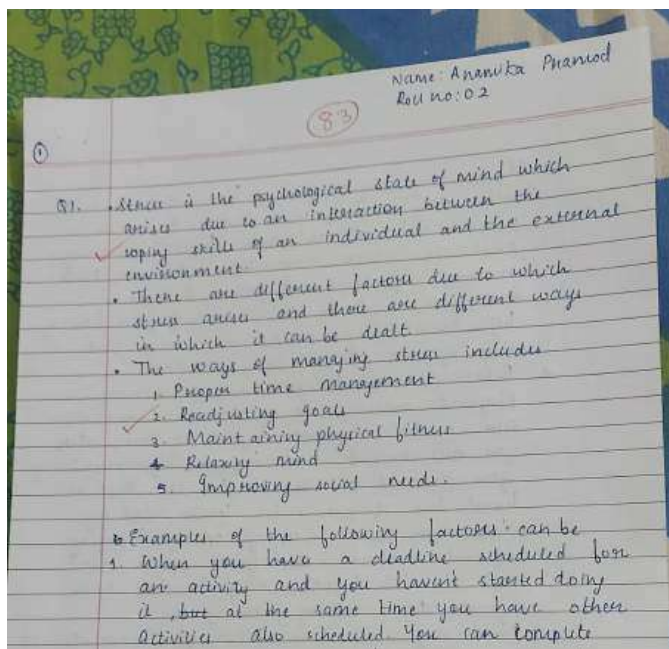 Name: Anamika Pramod
Roll no: 02
83
1
Q1. • Stress is the psychological state of mind which
arises due to an interaction between the
coping skills of an individual and the external
environment.
• There are different factors due to which
stress arises and there are different ways
in which it can be dealt.
• The ways of managing stress includes
1. Proper time management
2. Readjusting goals
3. Maintaining physical fitness
4 Relaxing mind
5. Improving social needs.
Examples of the following factors can be
1. When you have a deadline scheduled for
an activity and you havent started doing
it, but at the same time you have other
activities also scheduled. You can complete